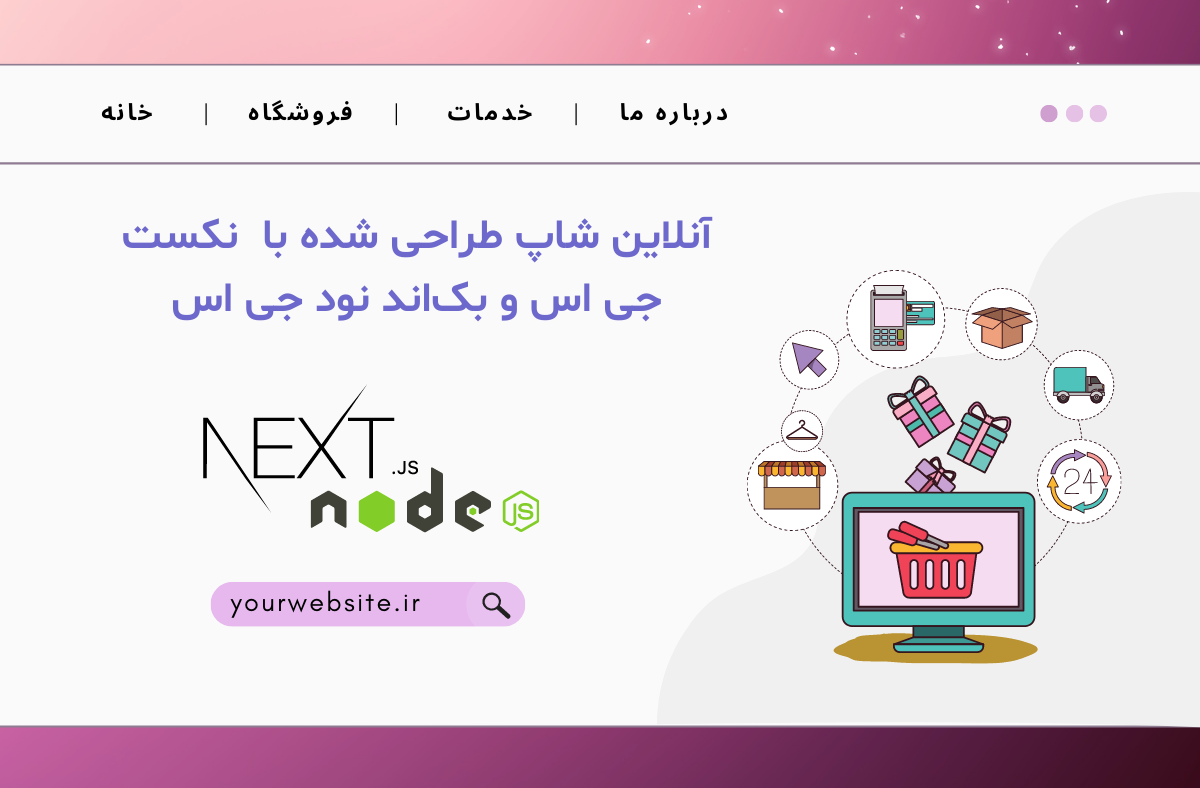 درباره ما | خدمات | فروشگاه | خانه
آنلاین شاپ طراحی شده با نکست
جی اس و بک‌اند نود جی اس
NEXT.JS
node JS
yourwebsite.ir
24